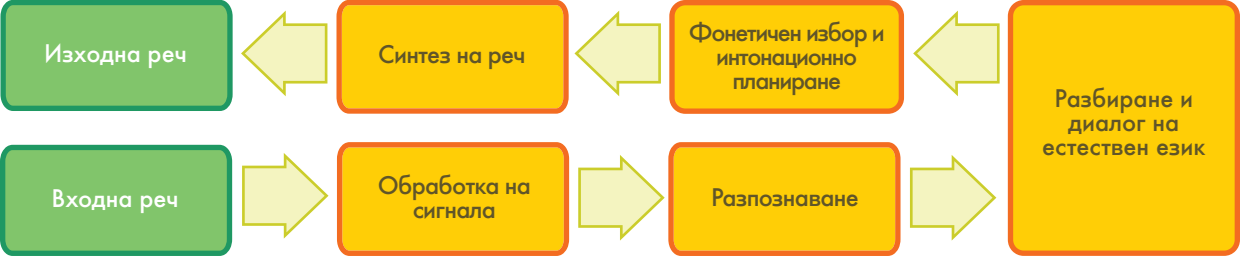 Изходна реч
Синтез на реч
Фонетичен избор и
интонационно
планиране
Разбиране и
диалог на
естествен език
Входна реч
Обработка на
сигнала
Разпознаване